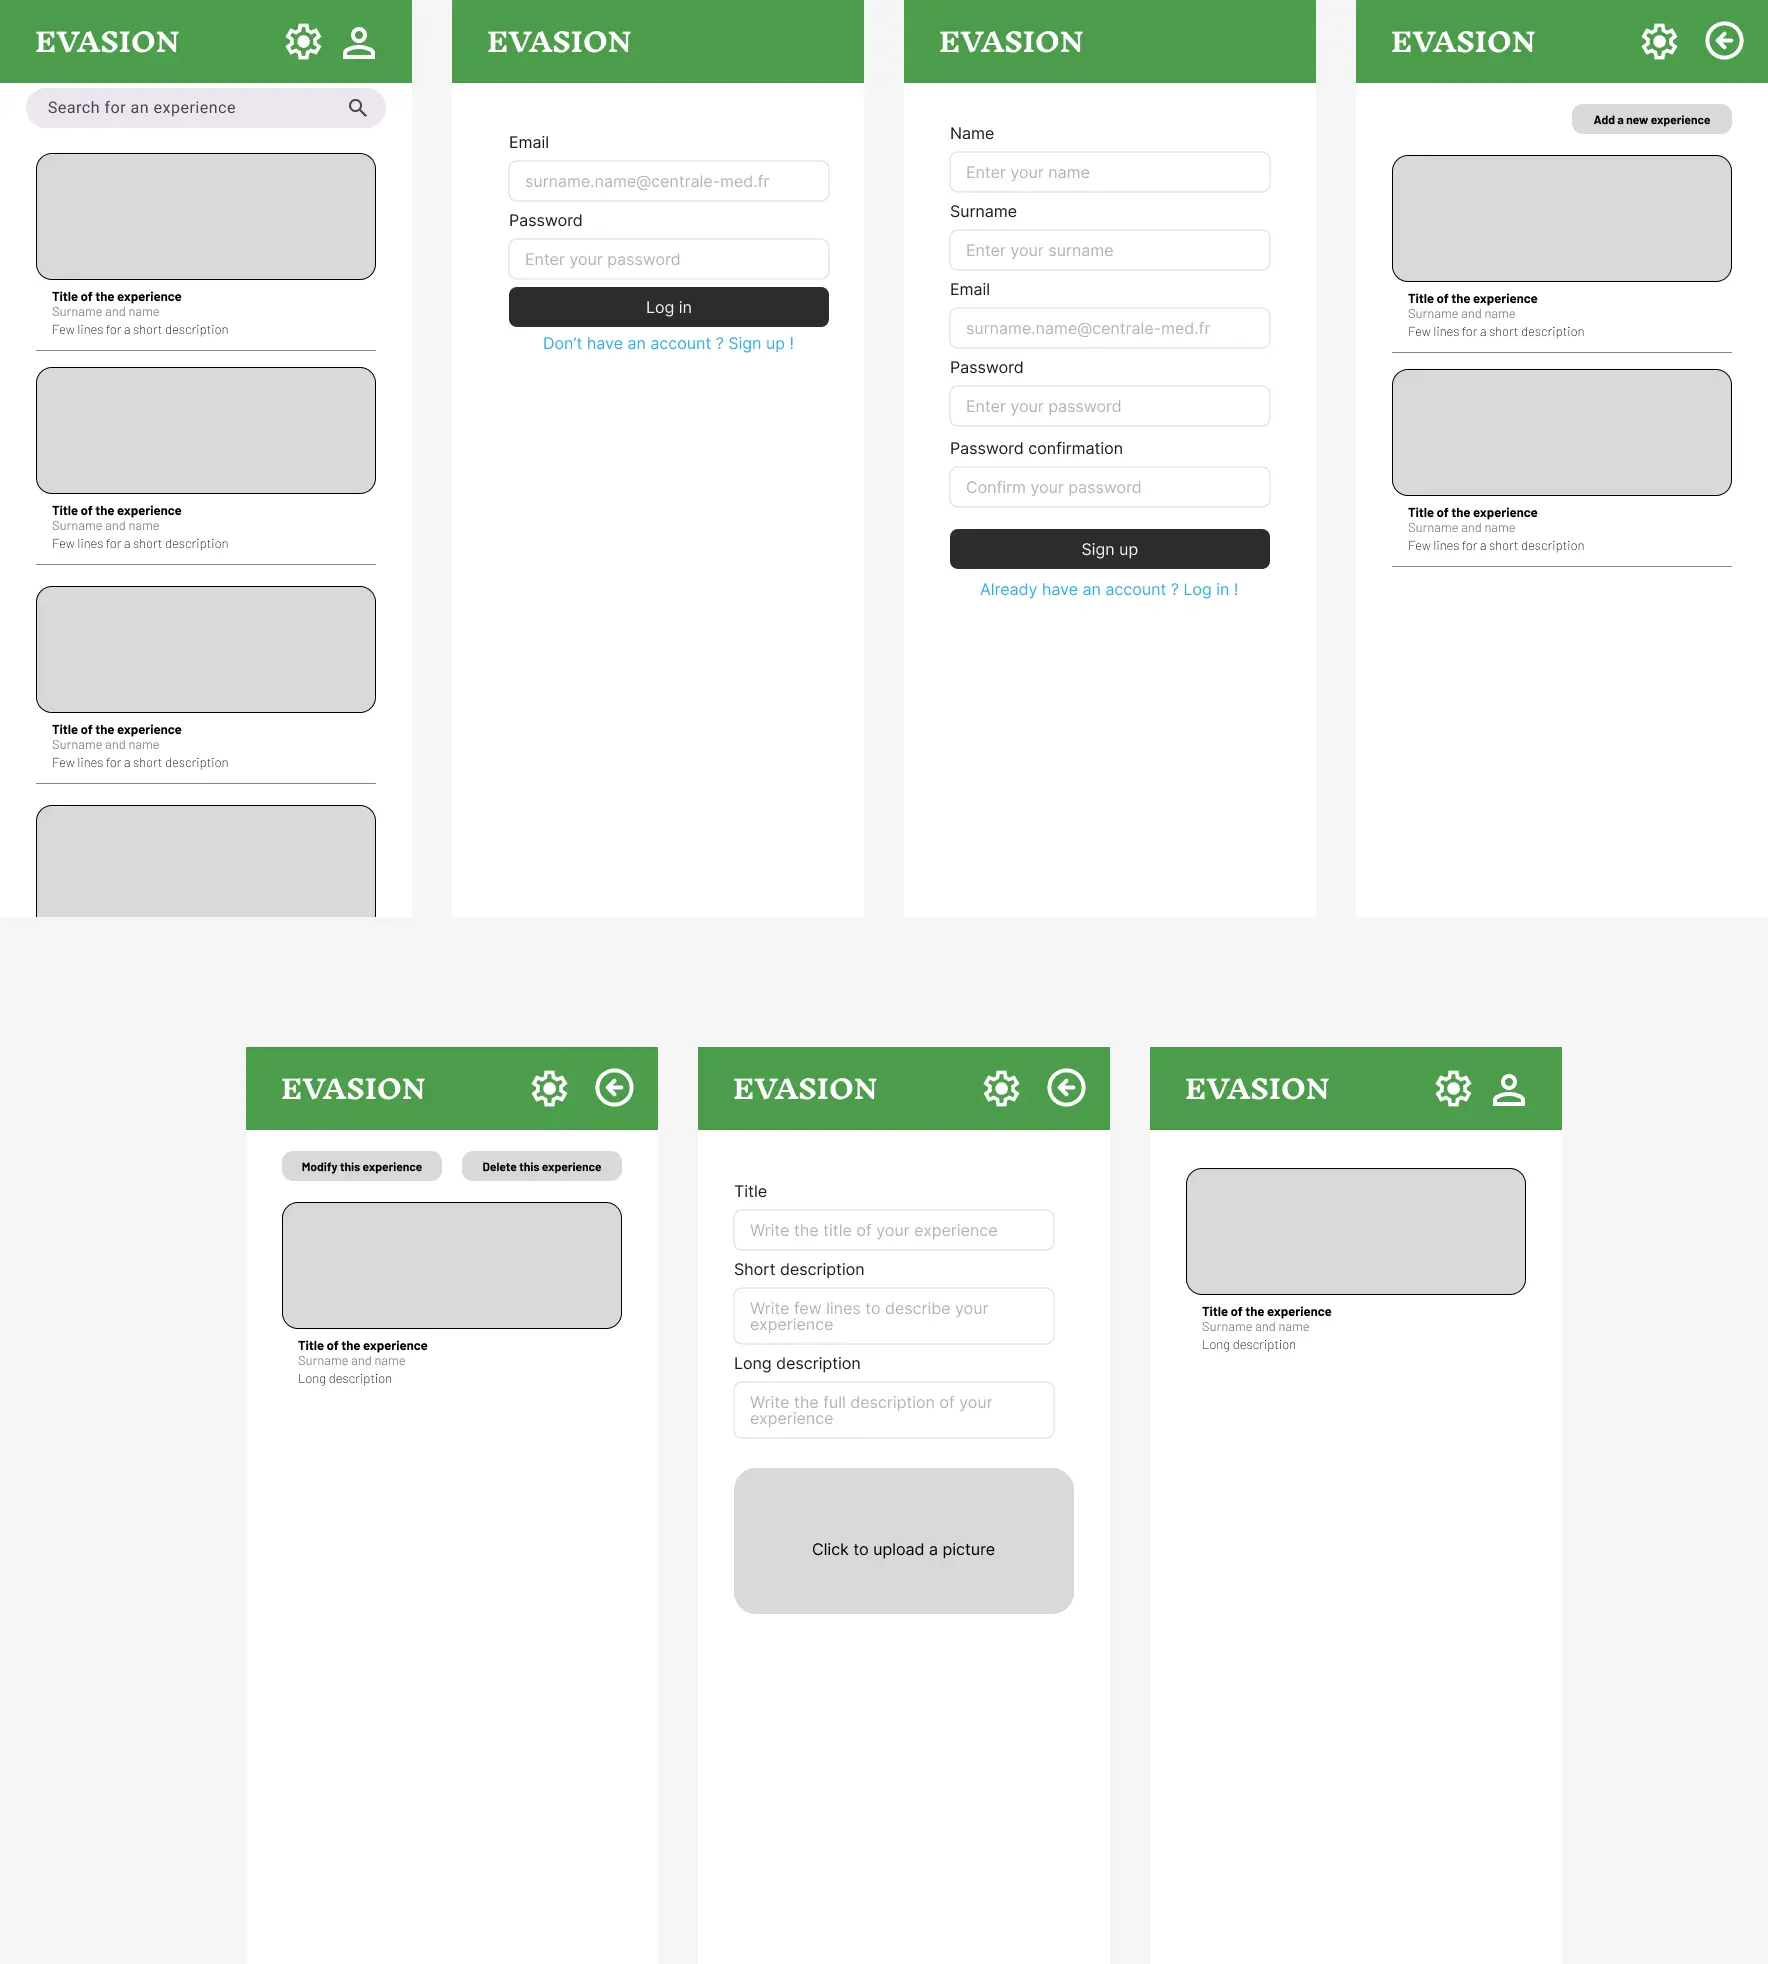 EVASION
Search for an experience
Title of the experience
Surname and name
Few lines for a short description
Title of the experience
Surname and name
Few lines for a short description
Title of the experience
Surname and name
Few lines for a short description
EVASION
Email
surname.name@centrale-med.fr
Password
Enter your password
Log in
Don't have an account ? Sign up !
EVASION
Name
Enter your name
Surname
Enter your surname
Email
surname.name@centrale-med.fr
Password
Enter your password
Password confirmation
Confirm your password
Sign up
Already have an account ? Log in !
EVASION
Add a new experience
Title of the experience
Surname and name
Few lines for a short description
Title of the experience
Surname and name
Few lines for a short description
EVASION
Modify this experience
Delete this experience
Title of the experience
Surname and name
Long description
EVASION
Title
Write the title of your experience
Short description
Write few lines to describe your
experience
Long description
Write the full description of your
experience
Click to upload a picture
EVASION
Title of the experience
Surname and name
Long description